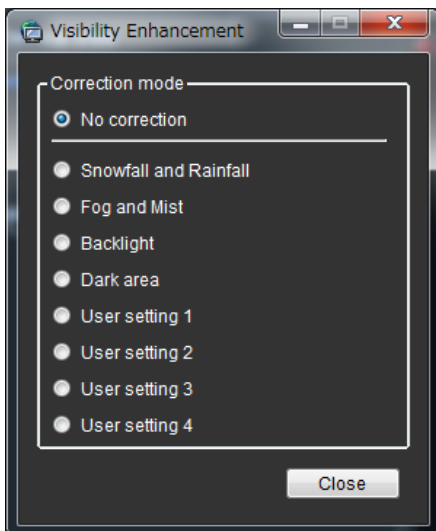 Visibility Enhancement
Correction mode
No correction
Snowfall and Rainfall
Fog and Mist
Backlight
Dark area
User setting 1
User setting 2
User setting 3
User setting 4
Close